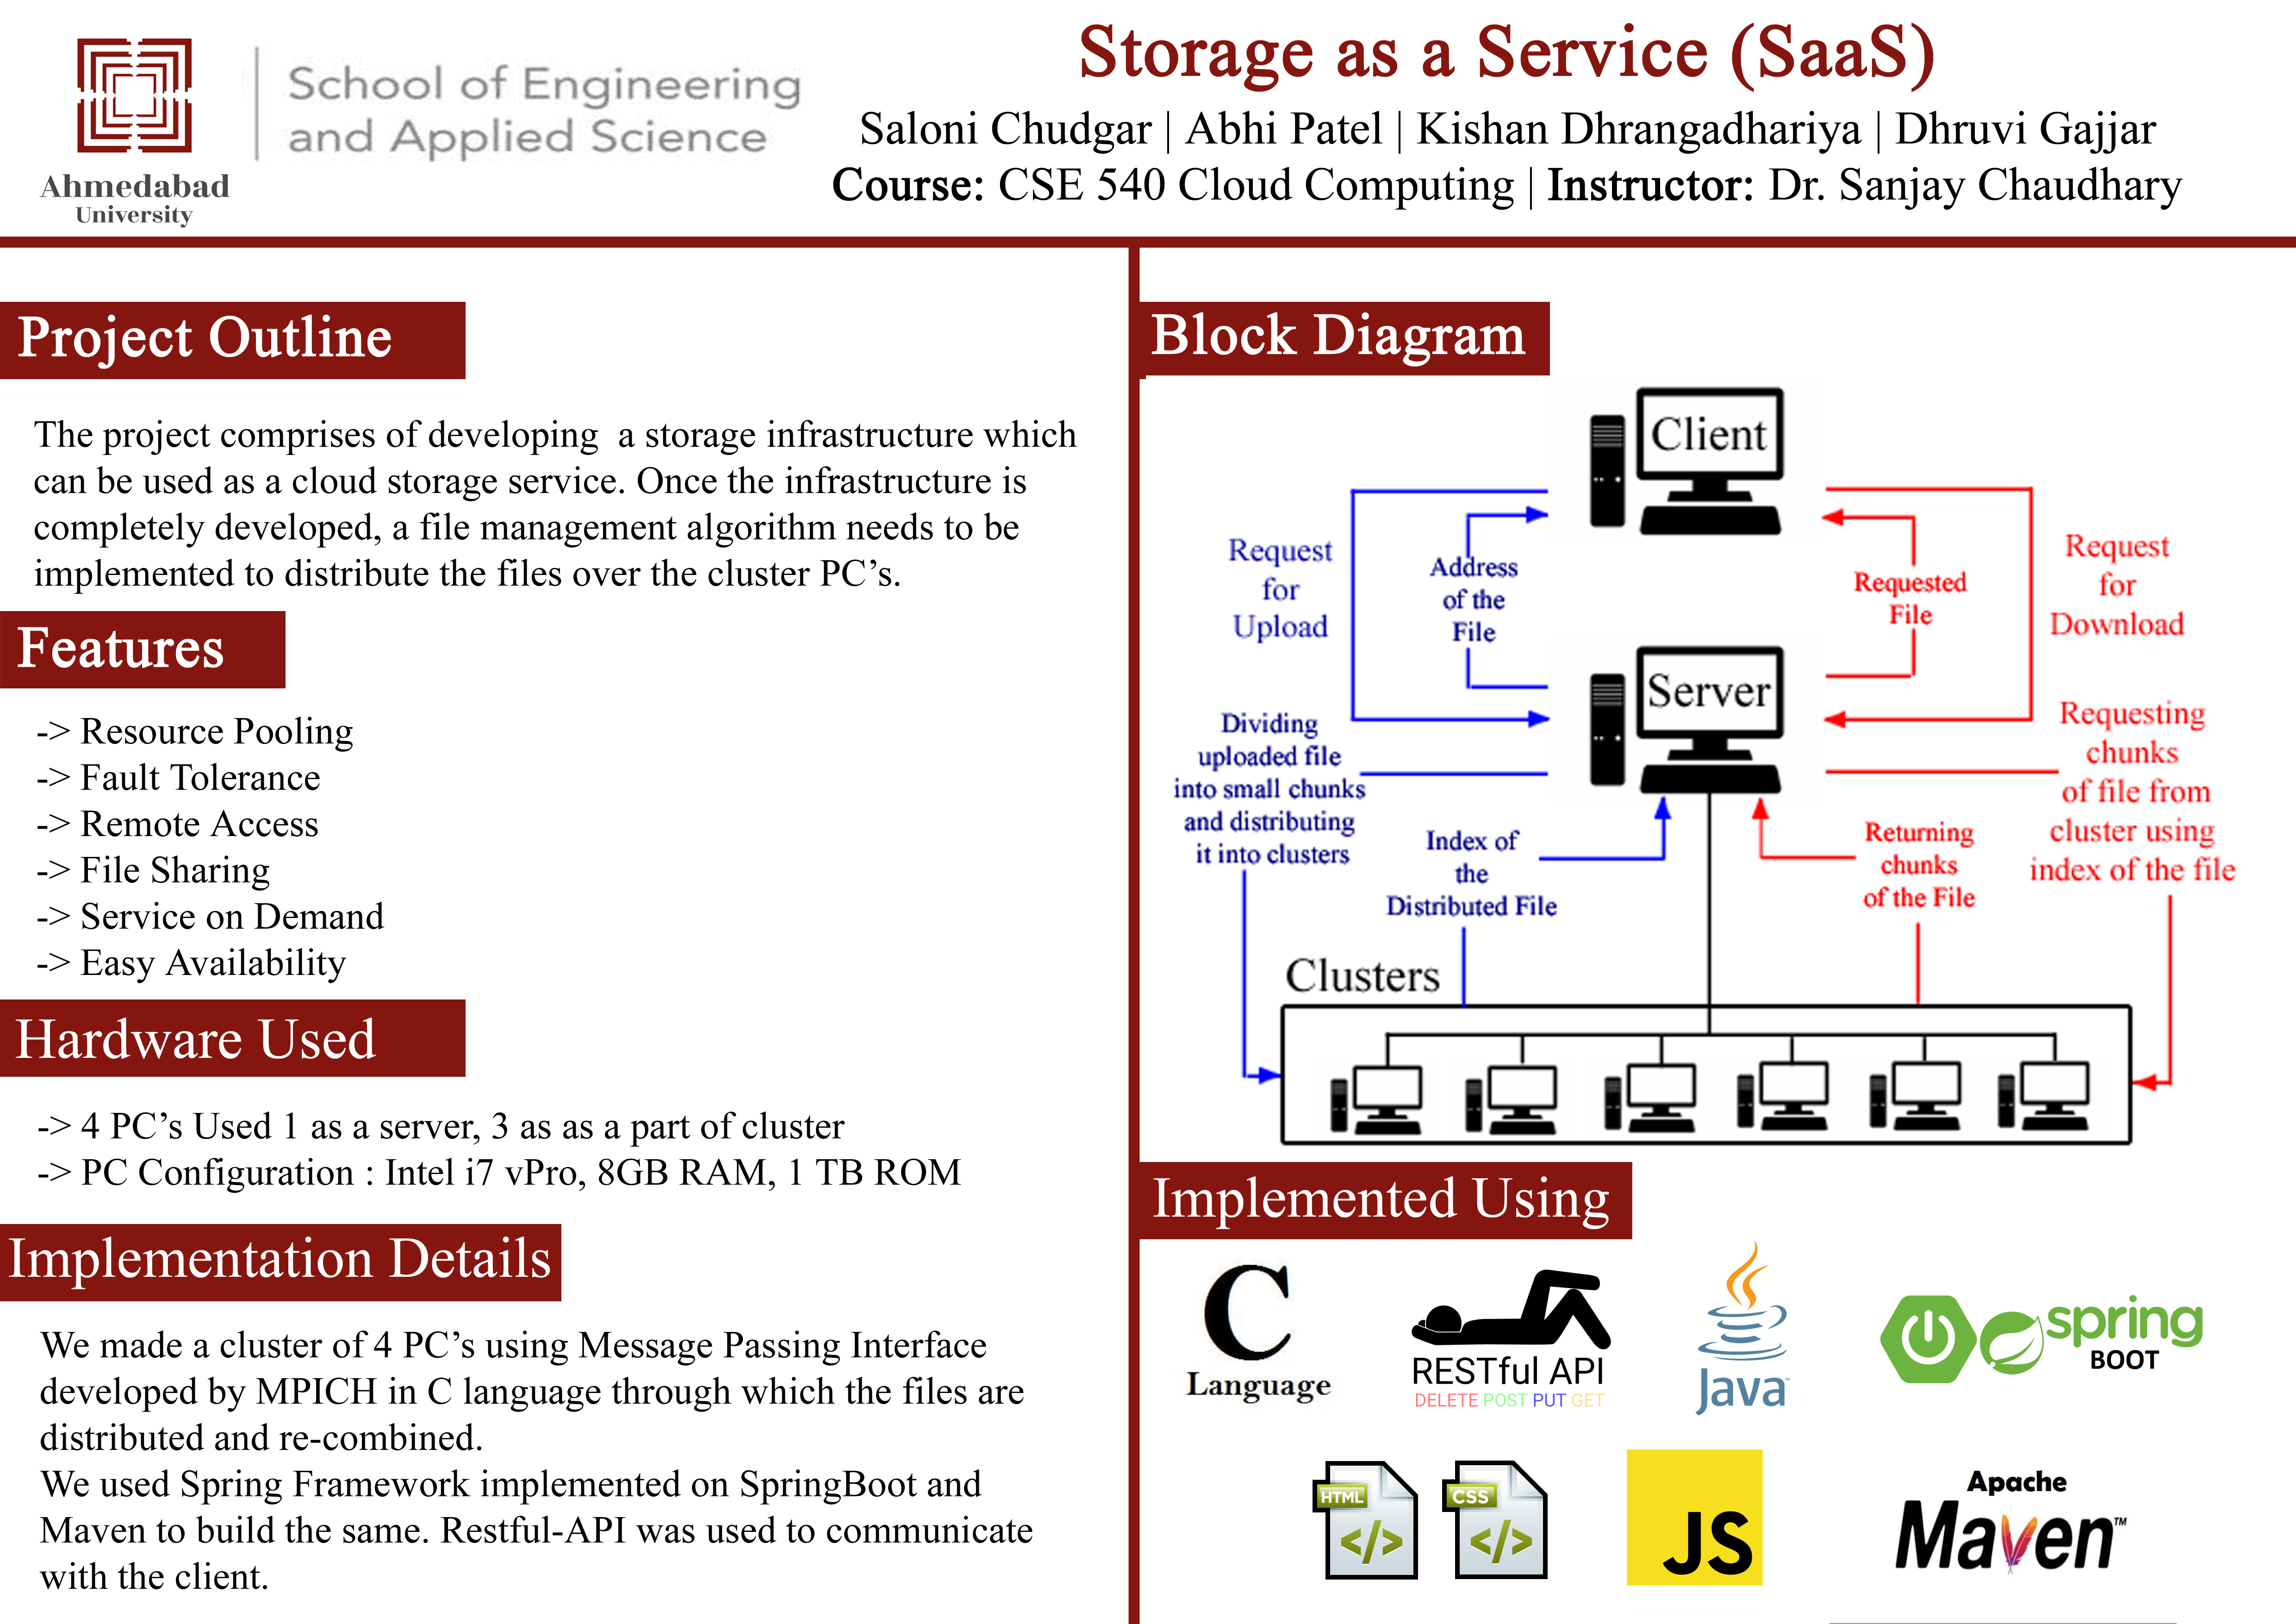 Ahmedabad
University
School of Engineering
and Applied Science
Storage as a Service (SaaS)
Saloni Chudgar | Abhi Patel | Kishan Dhrangadhariya | Dhruvi Gajjar
Course: CSE 540 Cloud Computing | Instructor: Dr. Sanjay Chaudhary
Project Outline
The project comprises of developing  a storage infrastructure which
can be used as a cloud storage service. Once the infrastructure is
completely developed, a file management algorithm needs to be
implemented to distribute the files over the cluster PC’s.
Features
-> Resource Pooling
-> Fault Tolerance
-> Remote Access
-> File Sharing
-> Service on Demand
-> Easy Availability
Hardware Used
-> 4 PC’s Used 1 as a server, 3 as as a part of cluster
-> PC Configuration : Intel i7 vPro, 8GB RAM, 1 TB ROM
Implementation Details
We made a cluster of 4 PC’s using Message Passing Interface
developed by MPICH in C language through which the files are
distributed and re-combined.
We used Spring Framework implemented on SpringBoot and
Maven to build the same. Restful-API was used to communicate
with the client.
Block Diagram
Client
Request
for
Upload
Address
of the
File
Requested
File
Request
for
Download
Server
Dividing
uploaded file
into small chunks
and distributing
it into clusters
Index of
the
Distributed File
Returning
chunks
of the File
Requesting
chunks
of file from
cluster using
index of the file
Clusters
Implemented Using
C
Language
RESTful API
DELETE POST PUT GET
Java™
spring
BOOT
HTML
</>
CSS
</>
JS
Apache
Maven™